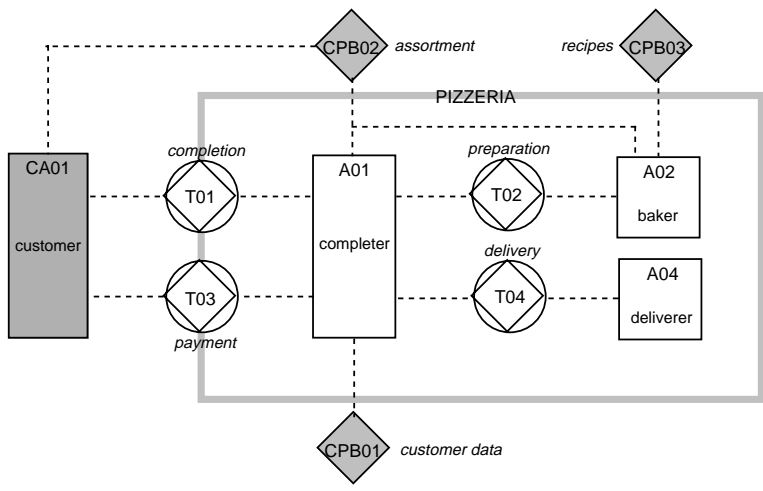 CPB02 assortment
recipes CPB03
PIZZERIA
completion
preparation
CA01
A01
A02
T01
T02
customer
completer
baker
delivery
A04
T03
T04
deliverer
payment
CPB01 customer data